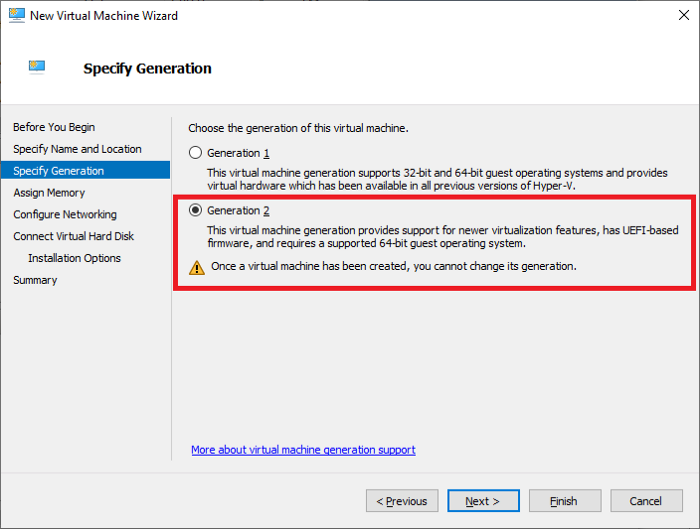 New Virtual Machine Wizard
Specify Generation
Before You Begin
Specify Name and Location
Specify Generation
Assign Memory
Configure Networking
Connect Virtual Hard Disk
Installation Options
Summary
Choose the generation of this virtual machine.
Generation 1
This virtual machine generation supports 32-bit and 64-bit guest operating systems and provides
virtual hardware which has been available in all previous versions of Hyper-V.
Generation 2
This virtual machine generation provides support for newer virtualization features, has UEFI-based
firmware, and requires a supported 64-bit guest operating system.
Once a virtual machine has been created, you cannot change its generation.
More about virtual machine generation support
< Previous
Next >
Finish
Cancel